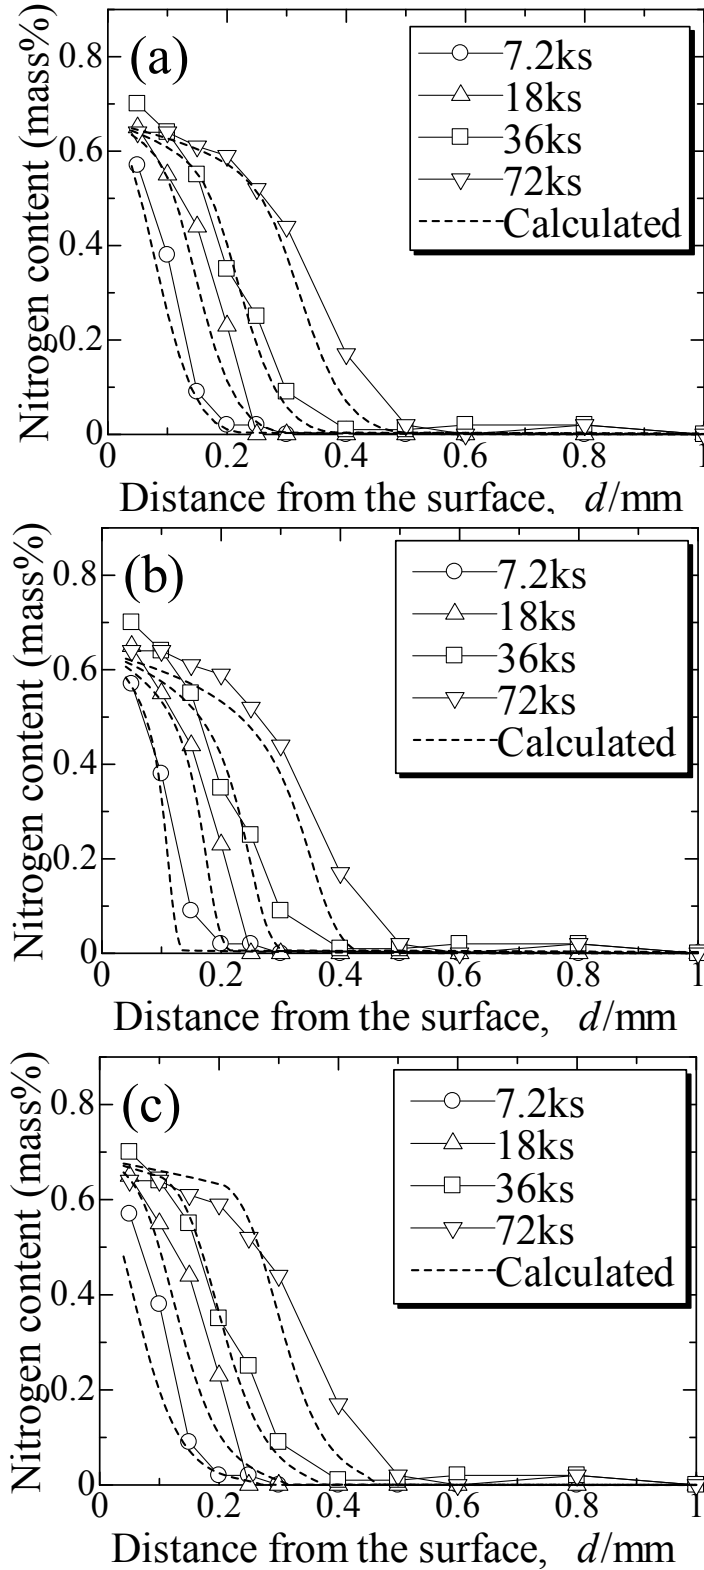 (a)
7.2ks
18ks
36ks
72ks
Calculated
Nitrogen content (mass%)
0.8
0.6
0.4
0.2
0
0 0.2 0.4 0.6 0.8 1
Distance from the surface, d/mm
(b)
7.2ks
18ks
36ks
72ks
Calculated
Nitrogen content (mass%)
0.8
0.6
0.4
0.2
0
0 0.2 0.4 0.6 0.8 1
Distance from the surface, d/mm
(c)
7.2ks
18ks
36ks
72ks
Calculated
Nitrogen content (mass%)
0.8
0.6
0.4
0.2
0
0 0.2 0.4 0.6 0.8 1
Distance from the surface, d/mm